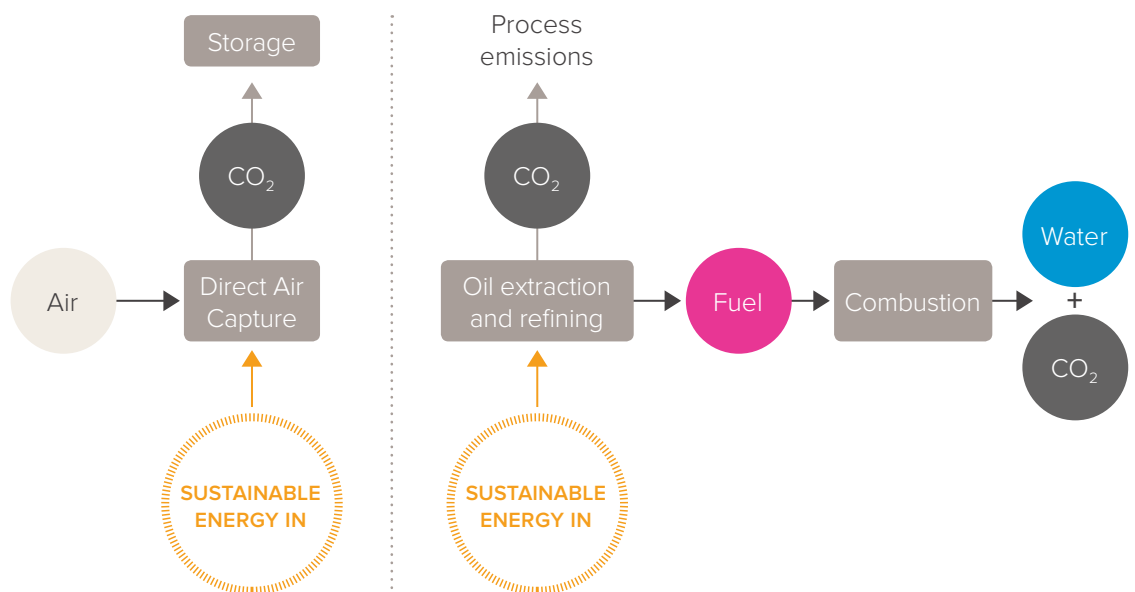 Storage
CO₂
Air
Direct Air
Capture
SUSTAINABLE
ENERGY IN
Process
emissions
CO₂
Oil extraction
and refining
SUSTAINABLE
ENERGY IN
Fuel
Combustion
Water
+
CO₂